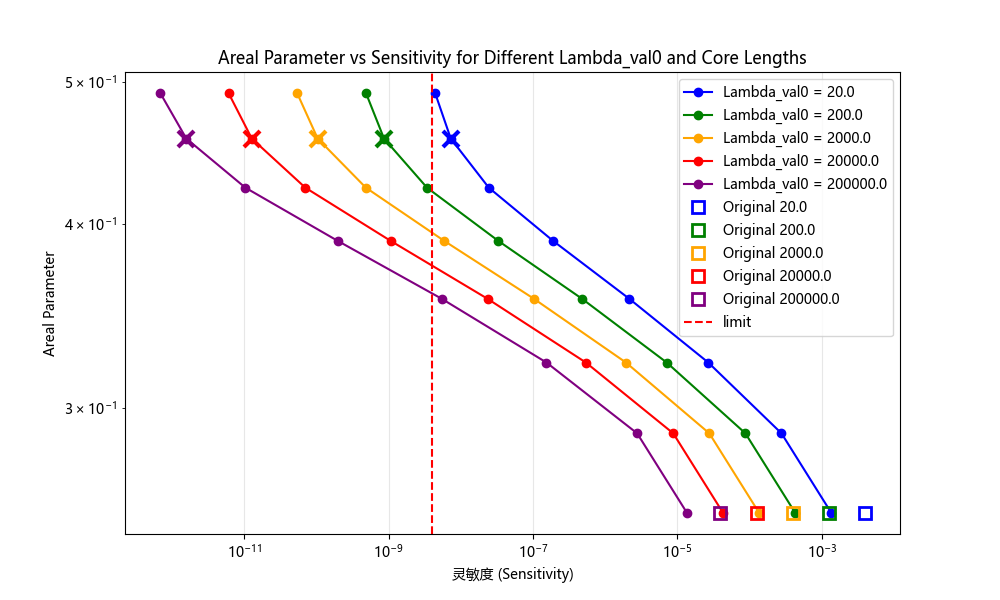 Areal Parameter vs Sensitivity for Different Lambda_val0 and Core Lengths
5 × 10⁻¹
4 × 10⁻¹
3 × 10⁻¹
Areal Parameter
Lambda_val0 = 20.0
Lambda_val0 = 200.0
Lambda_val0 = 2000.0
Lambda_val0 = 20000.0
Lambda_val0 = 200000.0
Original 20.0
Original 200.0
Original 2000.0
Original 20000.0
Original 200000.0
limit
10⁻¹¹
10⁻⁹
10⁻⁷
10⁻⁵
10⁻³
灵敏度 (Sensitivity)